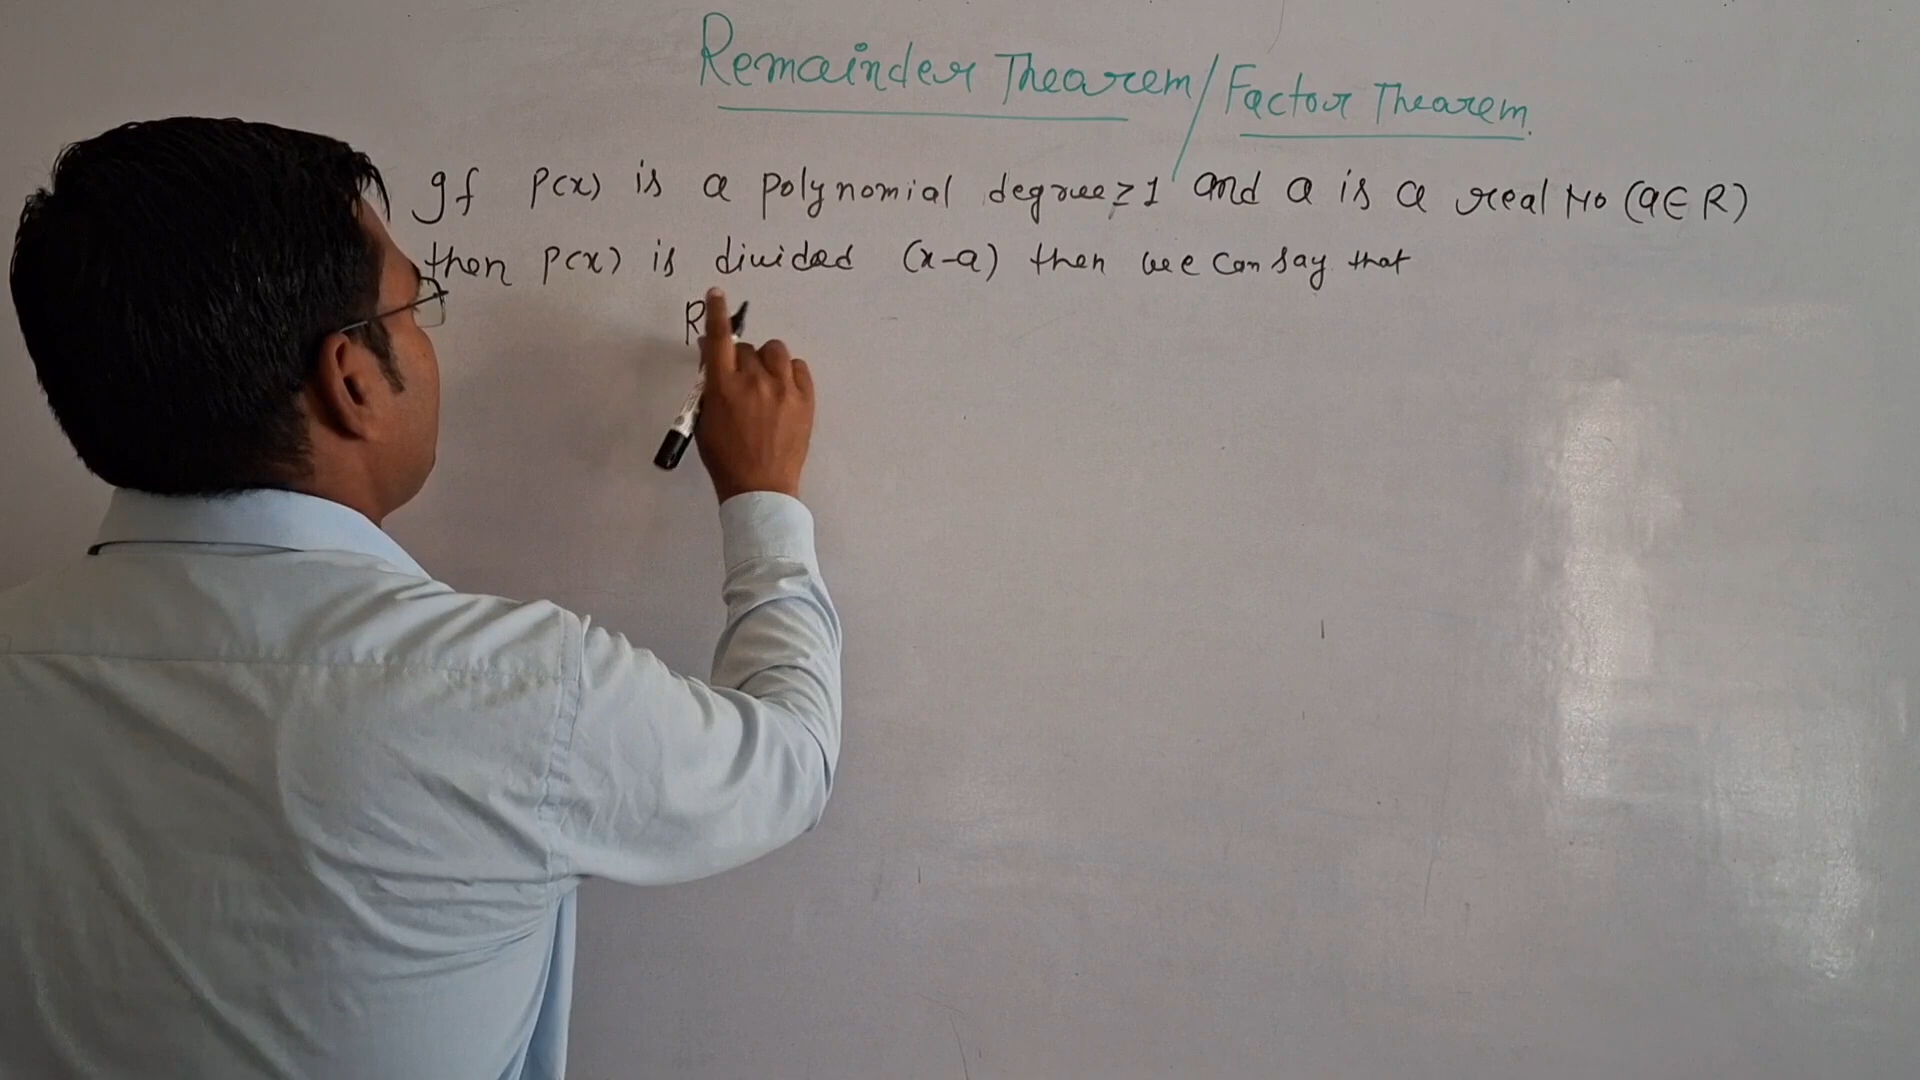 Remainder Thearem/Factor Thearem.
If P(x) is a polynomial degree ≥ 1 and a is a real No (a ∈ R)
then P(x) is divided (x-a) then we can say that
R